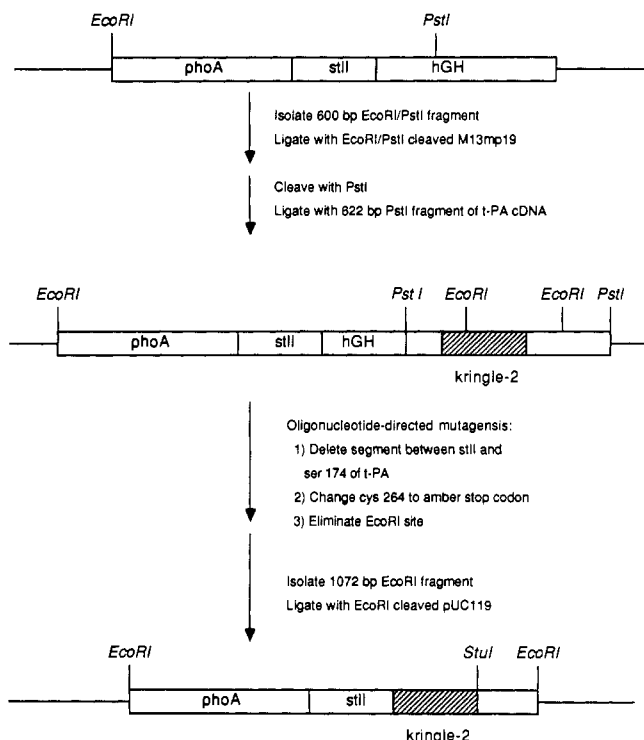 EcoRI PstI
phoA stII hGH
Isolate 600 bp EcoRI/PstI fragment
Ligate with EcoRI/PstI cleaved M13mp19
Cleave with PstI
Ligate with 622 bp PstI fragment of t-PA cDNA
EcoRI Pst I EcoRI EcoRI PstI
phoA stII hGH
kringle-2
Oligonucleotide-directed mutagensis:
1) Delete segment between stII and
ser 174 of t-PA
2) Change cys 264 to amber stop codon
3) Eliminate EcoRI site
Isolate 1072 bp EcoRI fragment
Ligate with EcoRI cleaved pUC119
EcoRI StuI EcoRI
phoA stII
kringle-2